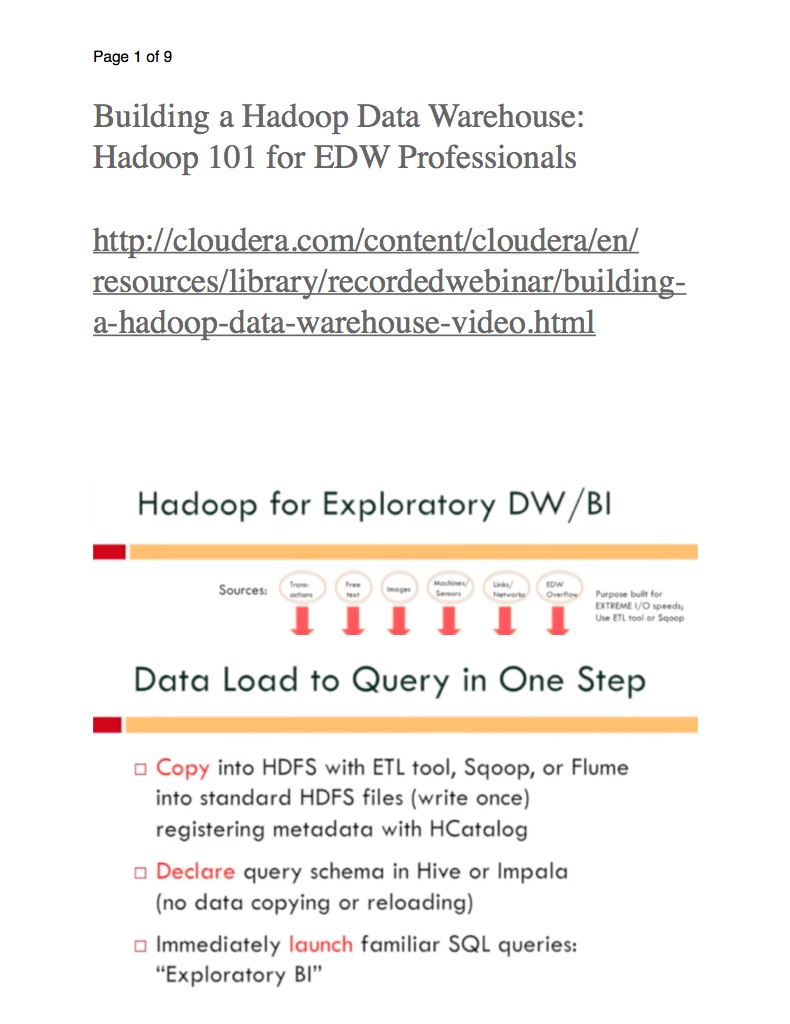 Page 1 of 9
Building a Hadoop Data Warehouse:
Hadoop 101 for EDW Professionals
http://cloudera.com/content/cloudera/en/
resources/library/recordedwebinar/building-
a-hadoop-data-warehouse-video.html
Hadoop for Exploratory DW/BI
Sources:
Trans-
actions
Free
text
Images
Machines/
Sensors
Links/
Networks
EDW
Overflow
Purpose built for
EXTREME I/O speeds;
Use ETL tool or Sqoop
Data Load to Query in One Step
Copy into HDFS with ETL tool, Sqoop, or Flume
into standard HDFS files (write once)
registering metadata with HCatalog
Declare query schema in Hive or Impala
(no data copying or reloading)
Immediately launch familiar SQL queries:
“Exploratory BI”